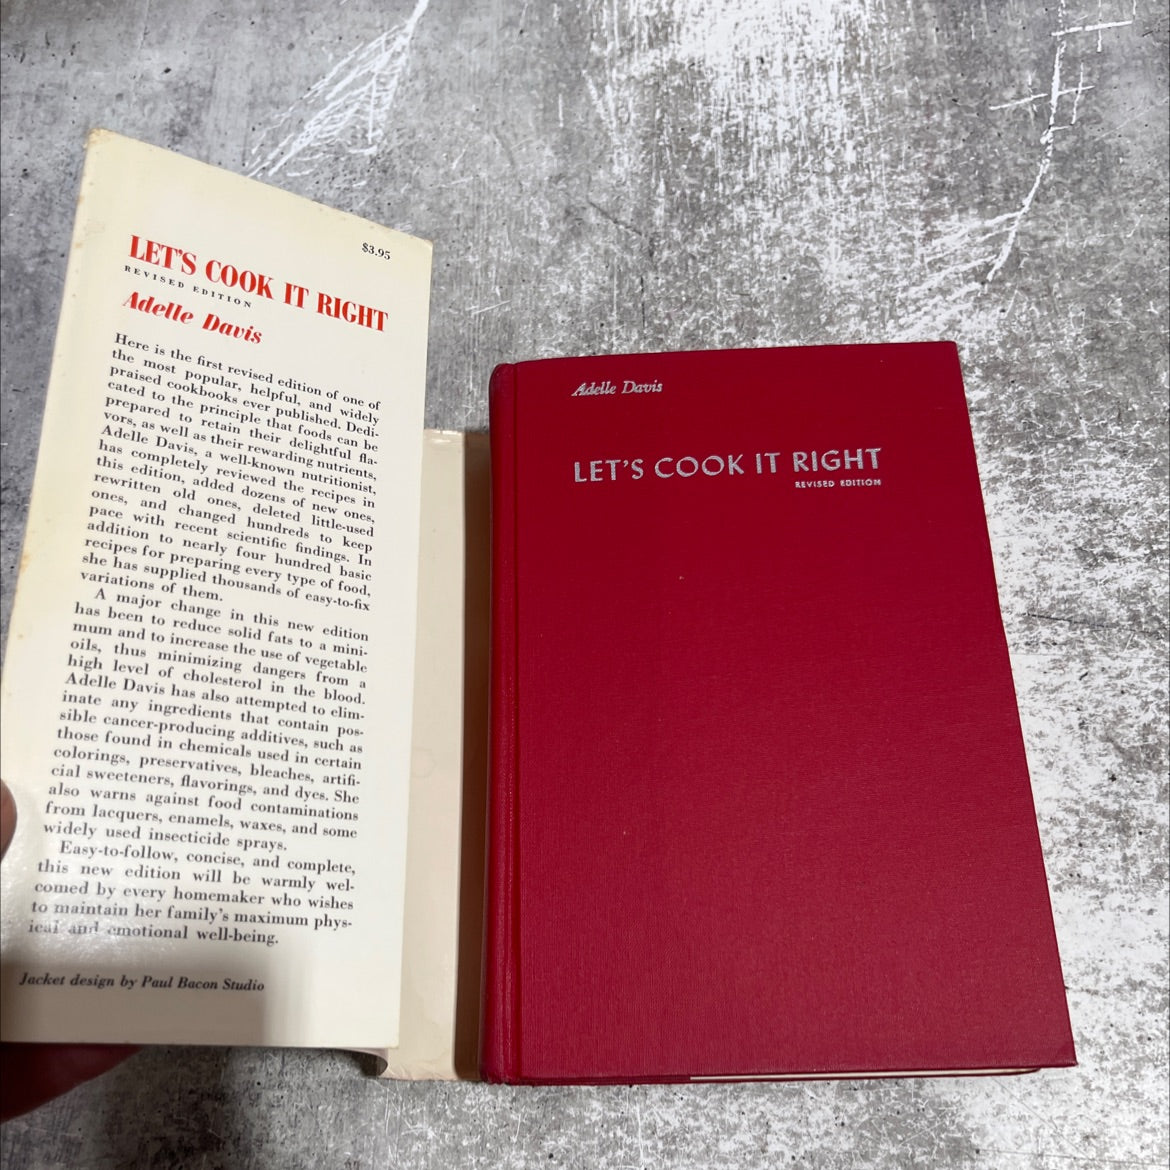 $3.95
LET'S COOK IT RIGHT
REVISED EDITION
Adelle Davis
Here is the first revised edition of one of
the most popular, helpful, and widely
praised cookbooks ever published. Dedi-
cated to the principle that foods can be
prepared to retain their delightful fla-
vors, as well as their rewarding nutrients,
Adelle Davis, a well-known nutritionist,
has completely reviewed the recipes in
this edition, added dozens of new ones,
rewritten old ones, deleted little-used
ones, and changed hundreds to keep
pace with recent scientific findings. In
addition to nearly four hundred basic
recipes for preparing every type of food,
she has supplied thousands of easy-to-fix
variations of them.
A major change in this new edition
has been to reduce solid fats to a mini-
mum and to increase the use of vegetable
oils, thus minimizing dangers from a
high level of cholesterol in the blood.
Adelle Davis has also attempted to elim-
inate any ingredients that contain pos-
sible cancer-producing additives, such as
those found in chemicals used in certain
colorings, preservatives, bleaches, artifi-
cial sweeteners, flavorings, and dyes. She
also warns against food contaminations
from lacquers, enamels, waxes, and some
widely used insecticide sprays.
Easy-to-follow, concise, and complete,
this new edition will be warmly wel-
comed by every homemaker who wishes
to maintain her family's maximum phys-
ical and emotional well-being.
Jacket design by Paul Bacon Studio
Adelle Davis
LET'S COOK IT RIGHT
REVISED EDITION